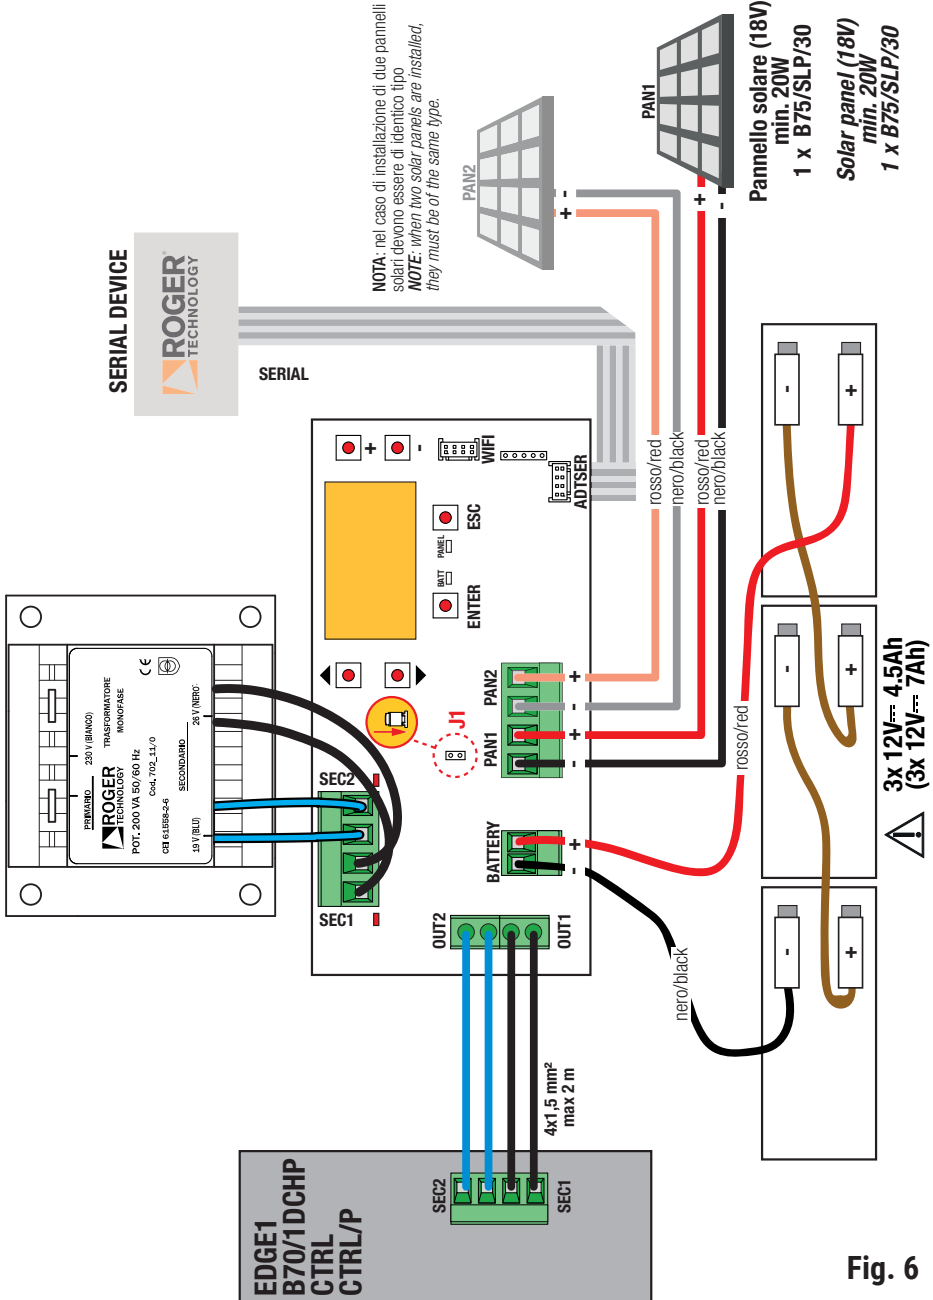 NOTA: nel caso di installazione di due pannelli
solari devono essere di identico tipo
NOTE: when two solar panels are installed,
they must be of the same type.
SERIAL DEVICE
ROGER
TECHNOLOGY
SERIAL
PAN2
- +
PAN1
+ -
Pannello solare (18V)
min. 20W
1 x B75/SLP/30
Solar panel (18V)
min. 20W
1 x B75/SLP/30
PRIMARIO
230 V (BIANCO)
ROGER
TECHNOLOGY
TRASFORMATORE
MONOFASE
POT. 200 VA 50/60 Hz
Cod. 702_11/0
CEI 61558-2-6
SECONDARIO
19 V (BLU)
26 V (NERO)
CE
+
-
WIFI
ADTSER
ESC
PANEL
BATT
ENTER
J1
SEC2
SEC1
PAN2
PAN1
+
-
+
-
BATTERY
+
-
OUT2
OUT1
rosso/red
nero/black
rosso/red
nero/black
rosso/red
nero/black
- +
- +
- +
3x 12V⎓ 4.5Ah
(3x 12V⎓ 7Ah)
4x1,5 mm²
max 2 m
SEC2
SEC1
EDGE1
B70/1DCHP
CTRL
CTRL/P
Fig. 6